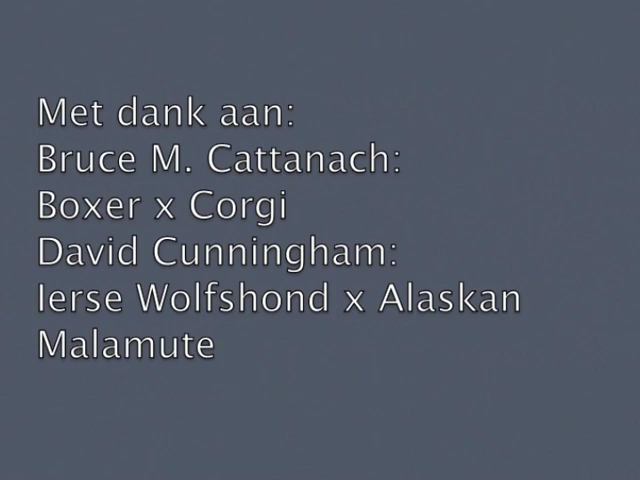 Met dank aan:
Bruce M. Cattanach:
Boxer x Corgi
David Cunningham:
Ierse Wolfshond x Alaskan
Malamute